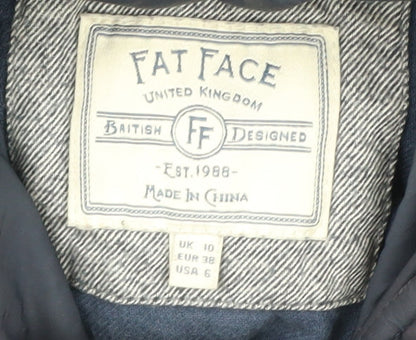 FAT FACE
UNITED KINGDOM
BRITISH FF DESIGNED
-EST.1988-
MADE IN CHINA
UK 10
EUR 38
USA 6